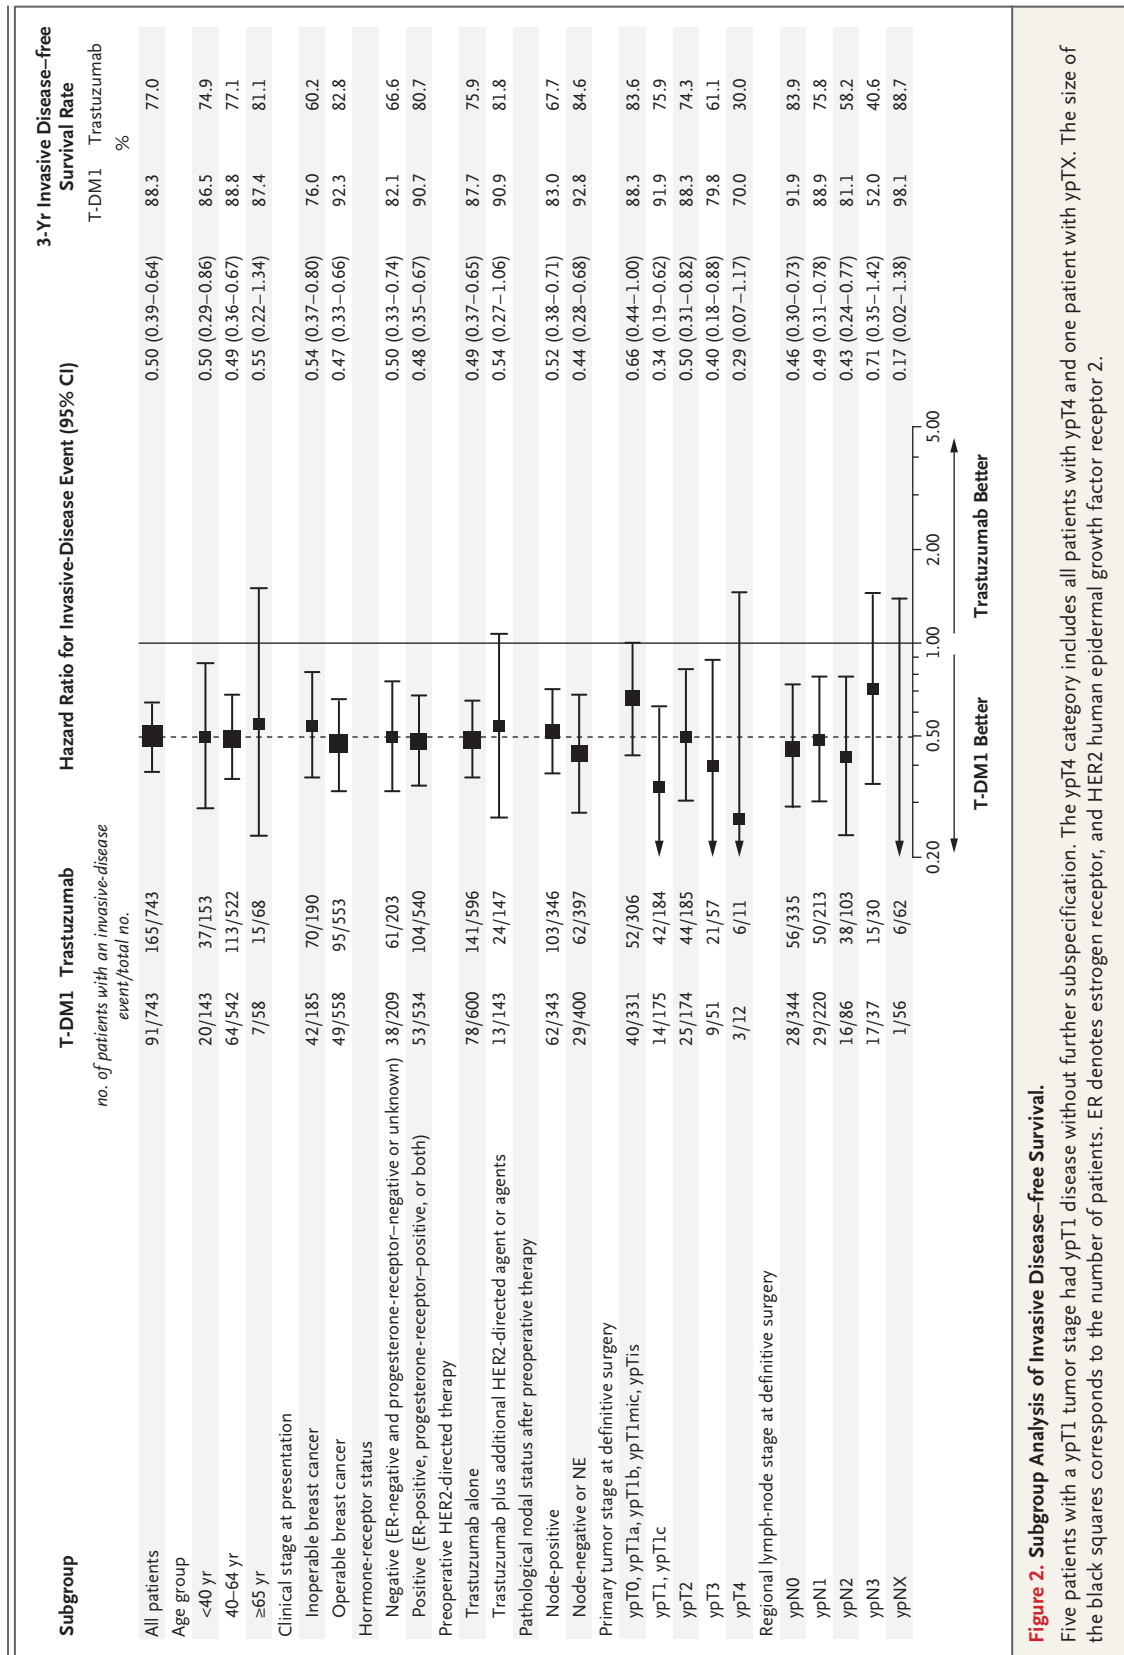 Subgroup T-DM1 Trastuzumab Hazard Ratio for Invasive-Disease Event (95% CI) 3-Yr Invasive Disease–free
Survival Rate
no. of patients with an invasive-disease
event/total no.
T-DM1 Trastuzumab
%
All patients 91/743 165/743 0.50 (0.39–0.64) 88.3 77.0
Age group
<40 yr 20/143 37/153 0.50 (0.29–0.86) 86.5 74.9
40–64 yr 64/542 113/522 0.49 (0.36–0.67) 88.8 77.1
≥65 yr 7/58 15/68 0.55 (0.22–1.34) 87.4 81.1
Clinical stage at presentation
Inoperable breast cancer 42/185 70/190 0.54 (0.37–0.80) 76.0 60.2
Operable breast cancer 49/558 95/553 0.47 (0.33–0.66) 92.3 82.8
Hormone-receptor status
Negative (ER-negative and progesterone-receptor–negative or unknown) 38/209 61/203 0.50 (0.33–0.74) 82.1 66.6
Positive (ER-positive, progesterone-receptor–positive, or both) 53/534 104/540 0.48 (0.35–0.67) 90.7 80.7
Preoperative HER2-directed therapy
Trastuzumab alone 78/600 141/596 0.49 (0.37–0.65) 87.7 75.9
Trastuzumab plus additional HER2-directed agent or agents 13/143 24/147 0.54 (0.27–1.06) 90.9 81.8
Pathological nodal status after preoperative therapy
Node-positive 62/343 103/346 0.52 (0.38–0.71) 83.0 67.7
Node-negative or NE 29/400 62/397 0.44 (0.28–0.68) 92.8 84.6
Primary tumor stage at definitive surgery
ypT0, ypT1a, ypT1b, ypT1mic, ypTis 40/331 52/306 0.66 (0.44–1.00) 88.3 83.6
ypT1, ypT1c 14/175 42/184 0.34 (0.19–0.62) 91.9 75.9
ypT2 25/174 44/185 0.50 (0.31–0.82) 88.3 74.3
ypT3 9/51 21/57 0.40 (0.18–0.88) 79.8 61.1
ypT4 3/12 6/11 0.29 (0.07–1.17) 70.0 30.0
Regional lymph-node stage at definitive surgery
ypN0 28/344 56/335 0.46 (0.30–0.73) 91.9 83.9
ypN1 29/220 50/213 0.49 (0.31–0.78) 88.9 75.8
ypN2 16/86 38/103 0.43 (0.24–0.77) 81.1 58.2
ypN3 17/37 15/30 0.71 (0.35–1.42) 52.0 40.6
ypNX 1/56 6/62 0.17 (0.02–1.38) 98.1 88.7
0.20 0.50 1.00 2.00 5.00
T-DM1 Better Trastuzumab Better
Figure 2. Subgroup Analysis of Invasive Disease–free Survival.
Five patients with a ypT1 tumor stage had ypT1 disease without further subspecification. The ypT4 category includes all patients with ypT4 and one patient with ypTX. The size of
the black squares corresponds to the number of patients. ER denotes estrogen receptor, and HER2 human epidermal growth factor receptor 2.